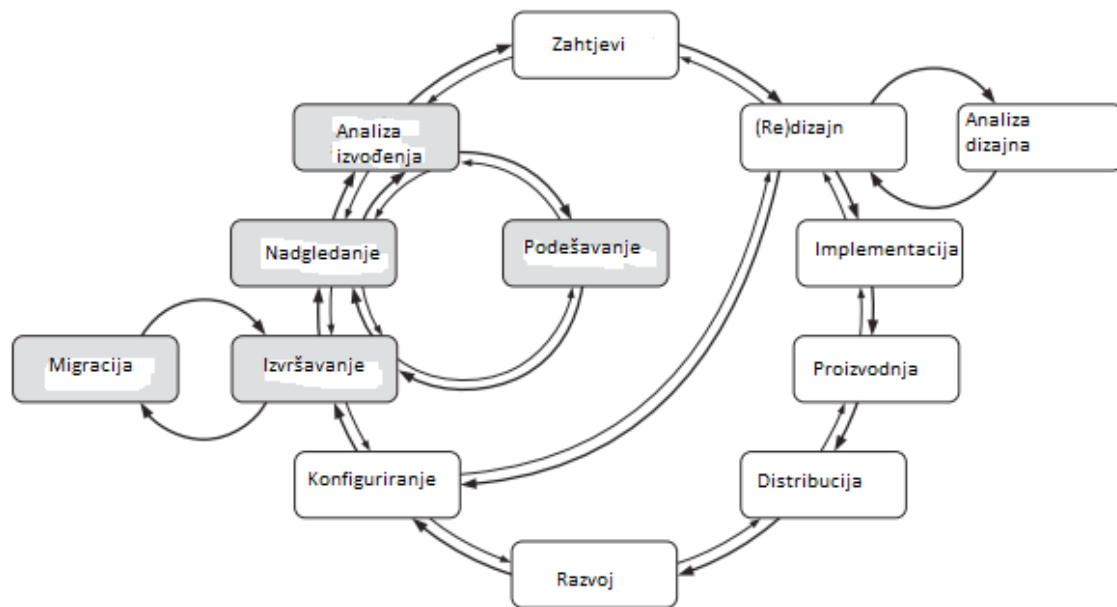 Zahtjevi
Analiza
izvođenja
(Re)dizajn
Analiza
dizajna
Nadgledanje
Podešavanje
Implementacija
Migracija
Izvršavanje
Proizvodnja
Konfiguriranje
Distribucija
Razvoj